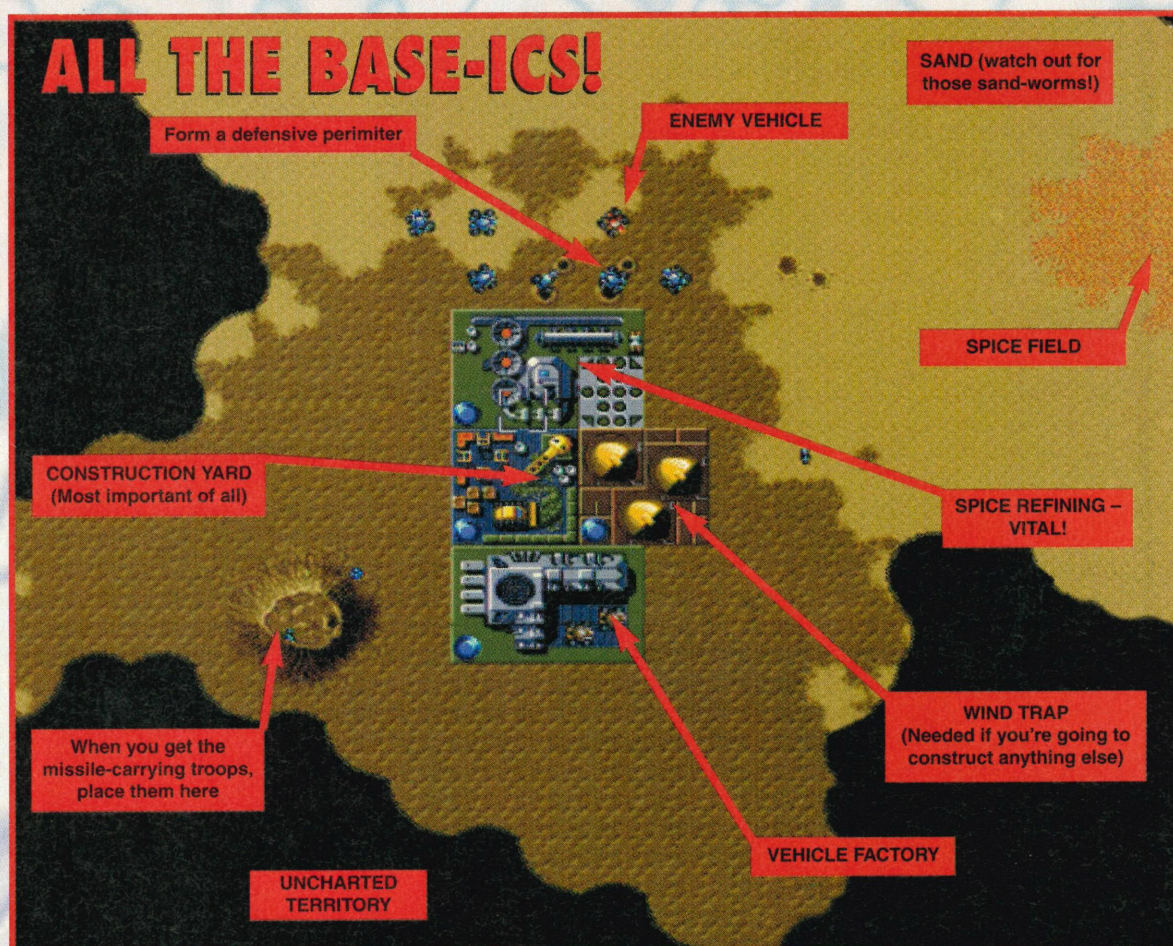 ALL THE BASE-ICS!
SAND (watch out for
those sand-worms!)
Form a defensive perimiter
ENEMY VEHICLE
SPICE FIELD
CONSTRUCTION YARD
(Most important of all)
SPICE REFINING –
VITAL!
WIND TRAP
(Needed if you're going to
construct anything else)
When you get the
missile-carrying troops,
place them here
VEHICLE FACTORY
UNCHARTED
TERRITORY